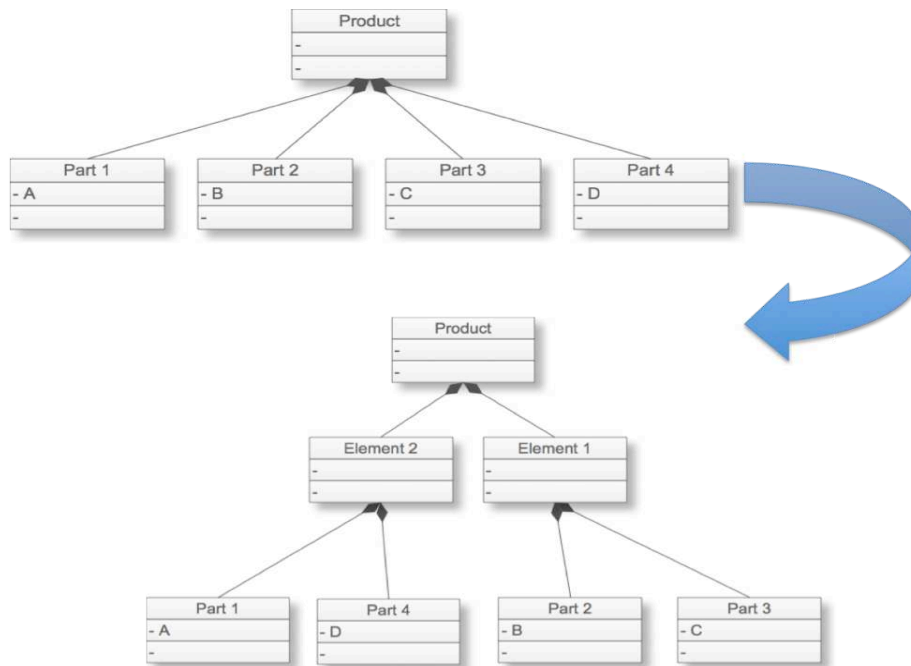 Product
-
-
Part 1
- A
-
Part 2
- B
-
Part 3
- C
-
Part 4
- D
-
Product
-
-
Element 2
-
-
Element 1
-
-
Part 1
- A
-
Part 4
- D
-
Part 2
- B
-
Part 3
- C
-